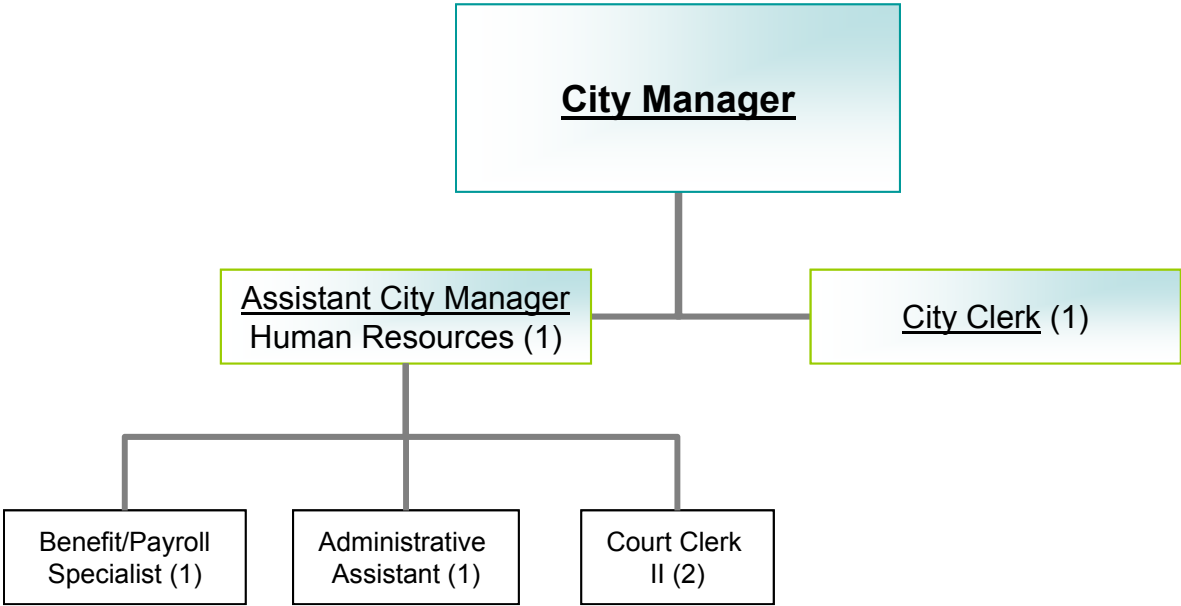 City Manager
Assistant City Manager
Human Resources (1)
City Clerk (1)
Benefit/Payroll
Specialist (1)
Administrative
Assistant (1)
Court Clerk
II (2)